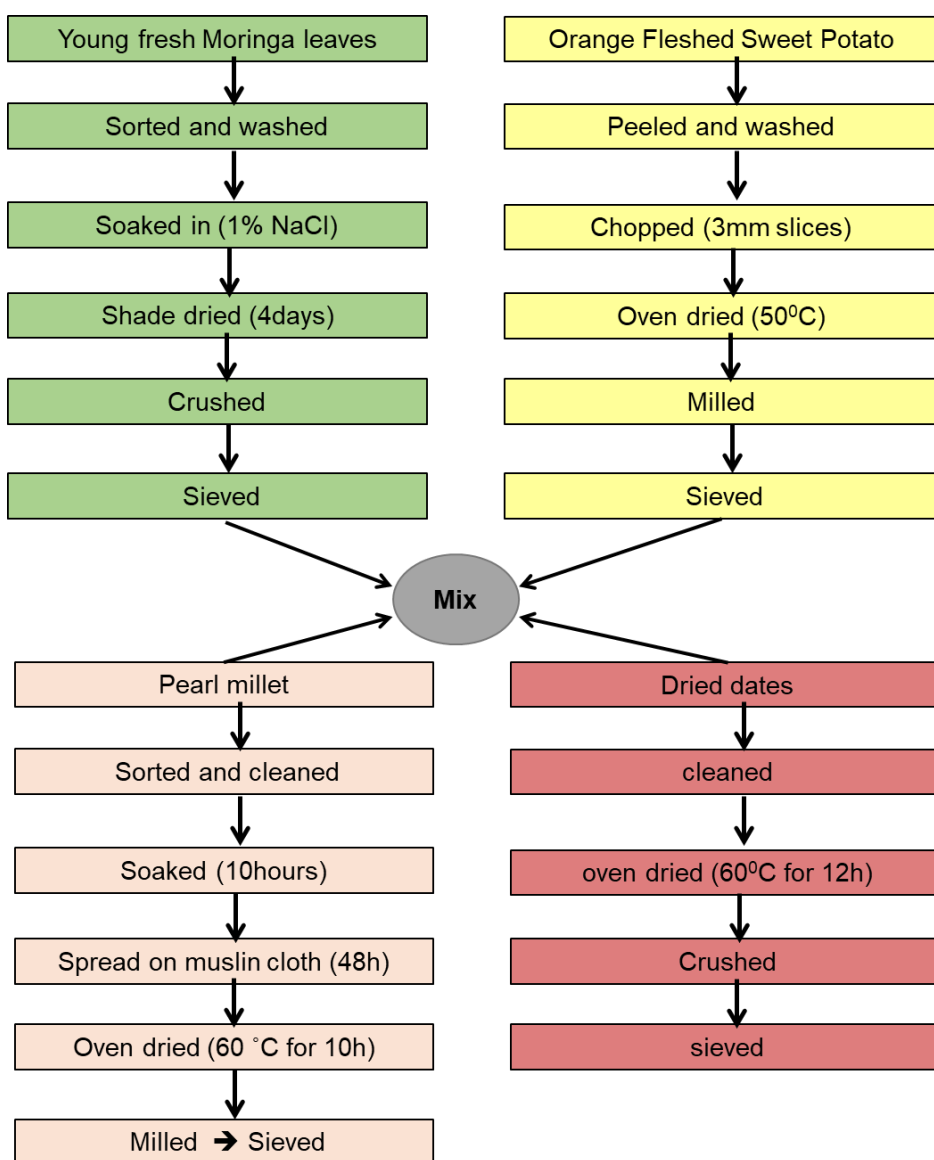 Young fresh Moringa leaves
Sorted and washed
Soaked in (1% NaCl)
Shade dried (4days)
Crushed
Sieved
Orange Fleshed Sweet Potato
Peeled and washed
Chopped (3mm slices)
Oven dried (50⁰C)
Milled
Sieved
Mix
Pearl millet
Sorted and cleaned
Soaked (10hours)
Spread on muslin cloth (48h)
Oven dried (60 ˚C for 10h)
Milled ➔ Sieved
Dried dates
cleaned
oven dried (60⁰C for 12h)
Crushed
sieved